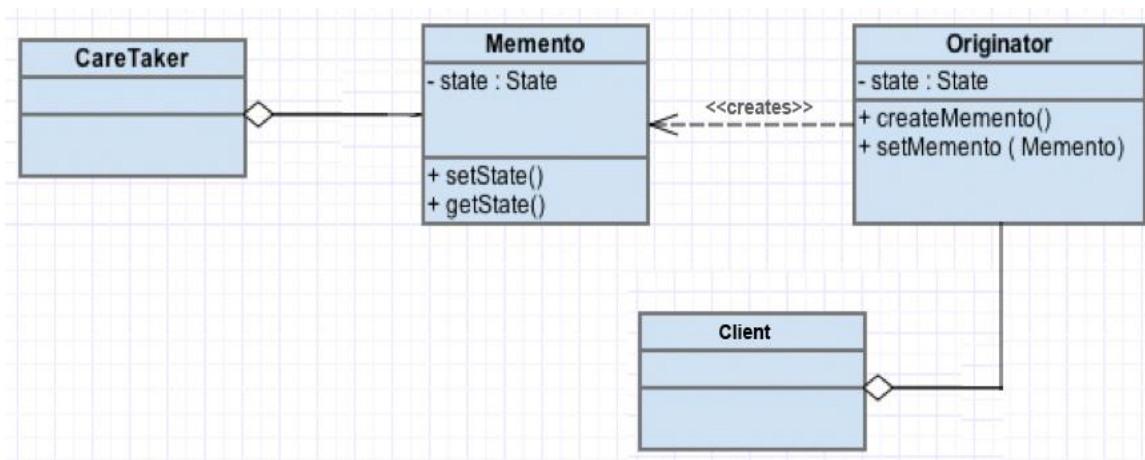 CareTaker
Memento
- state : State
+ setState()
+ getState()
<<creates>>
Originator
- state : State
+ createMemento()
+ setMemento ( Memento)
Client